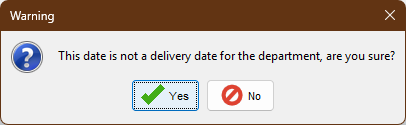 Warning
This date is not a delivery date for the department, are you sure?
Yes
No